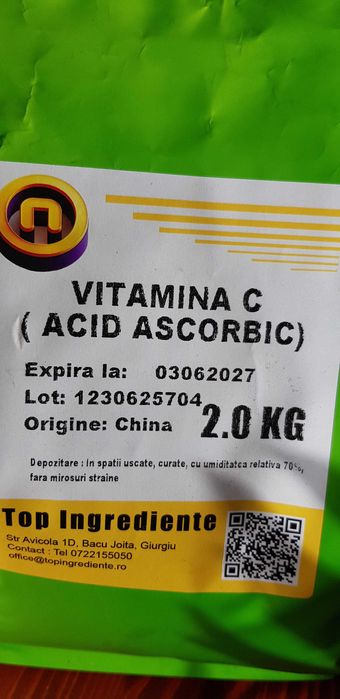 VITAMINA C
( ACID ASCORBIC)
Expira la: 03062027
Lot: 1230625704
Origine: China
2.0 KG
Depozitare : in spatii uscate, curate, cu umiditatea relativa 70%,
fara mirosuri straine
Top Ingrediente
Str Avicola 1D, Bacu Joita, Giurgiu
Contact : Tel 0722155050
office@topingrediente.ro